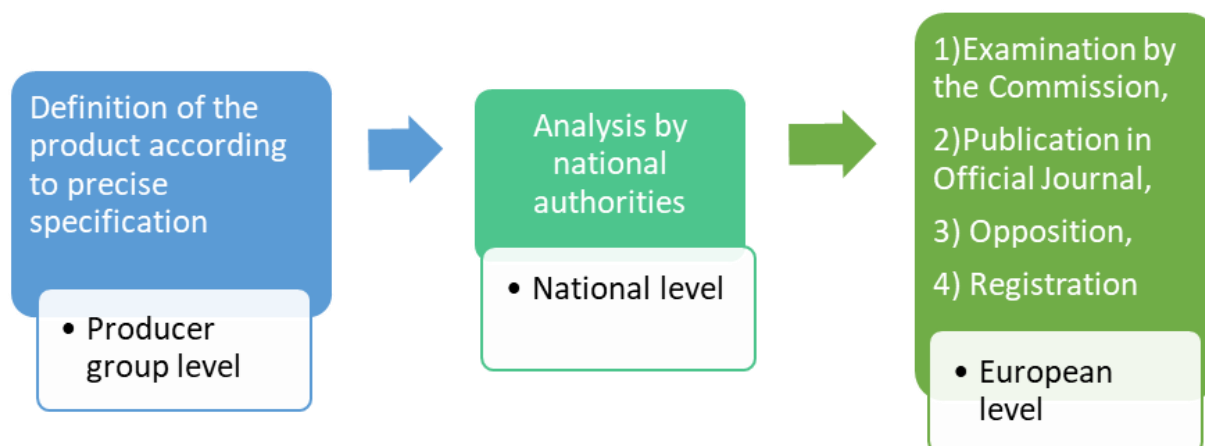 Definition of the
product according
to precise
specification
• Producer
group level
Analysis by
national
authorities
• National level
1)Examination by
the Commission,
2)Publication in
Official Journal,
3) Opposition,
4) Registration
• European
level